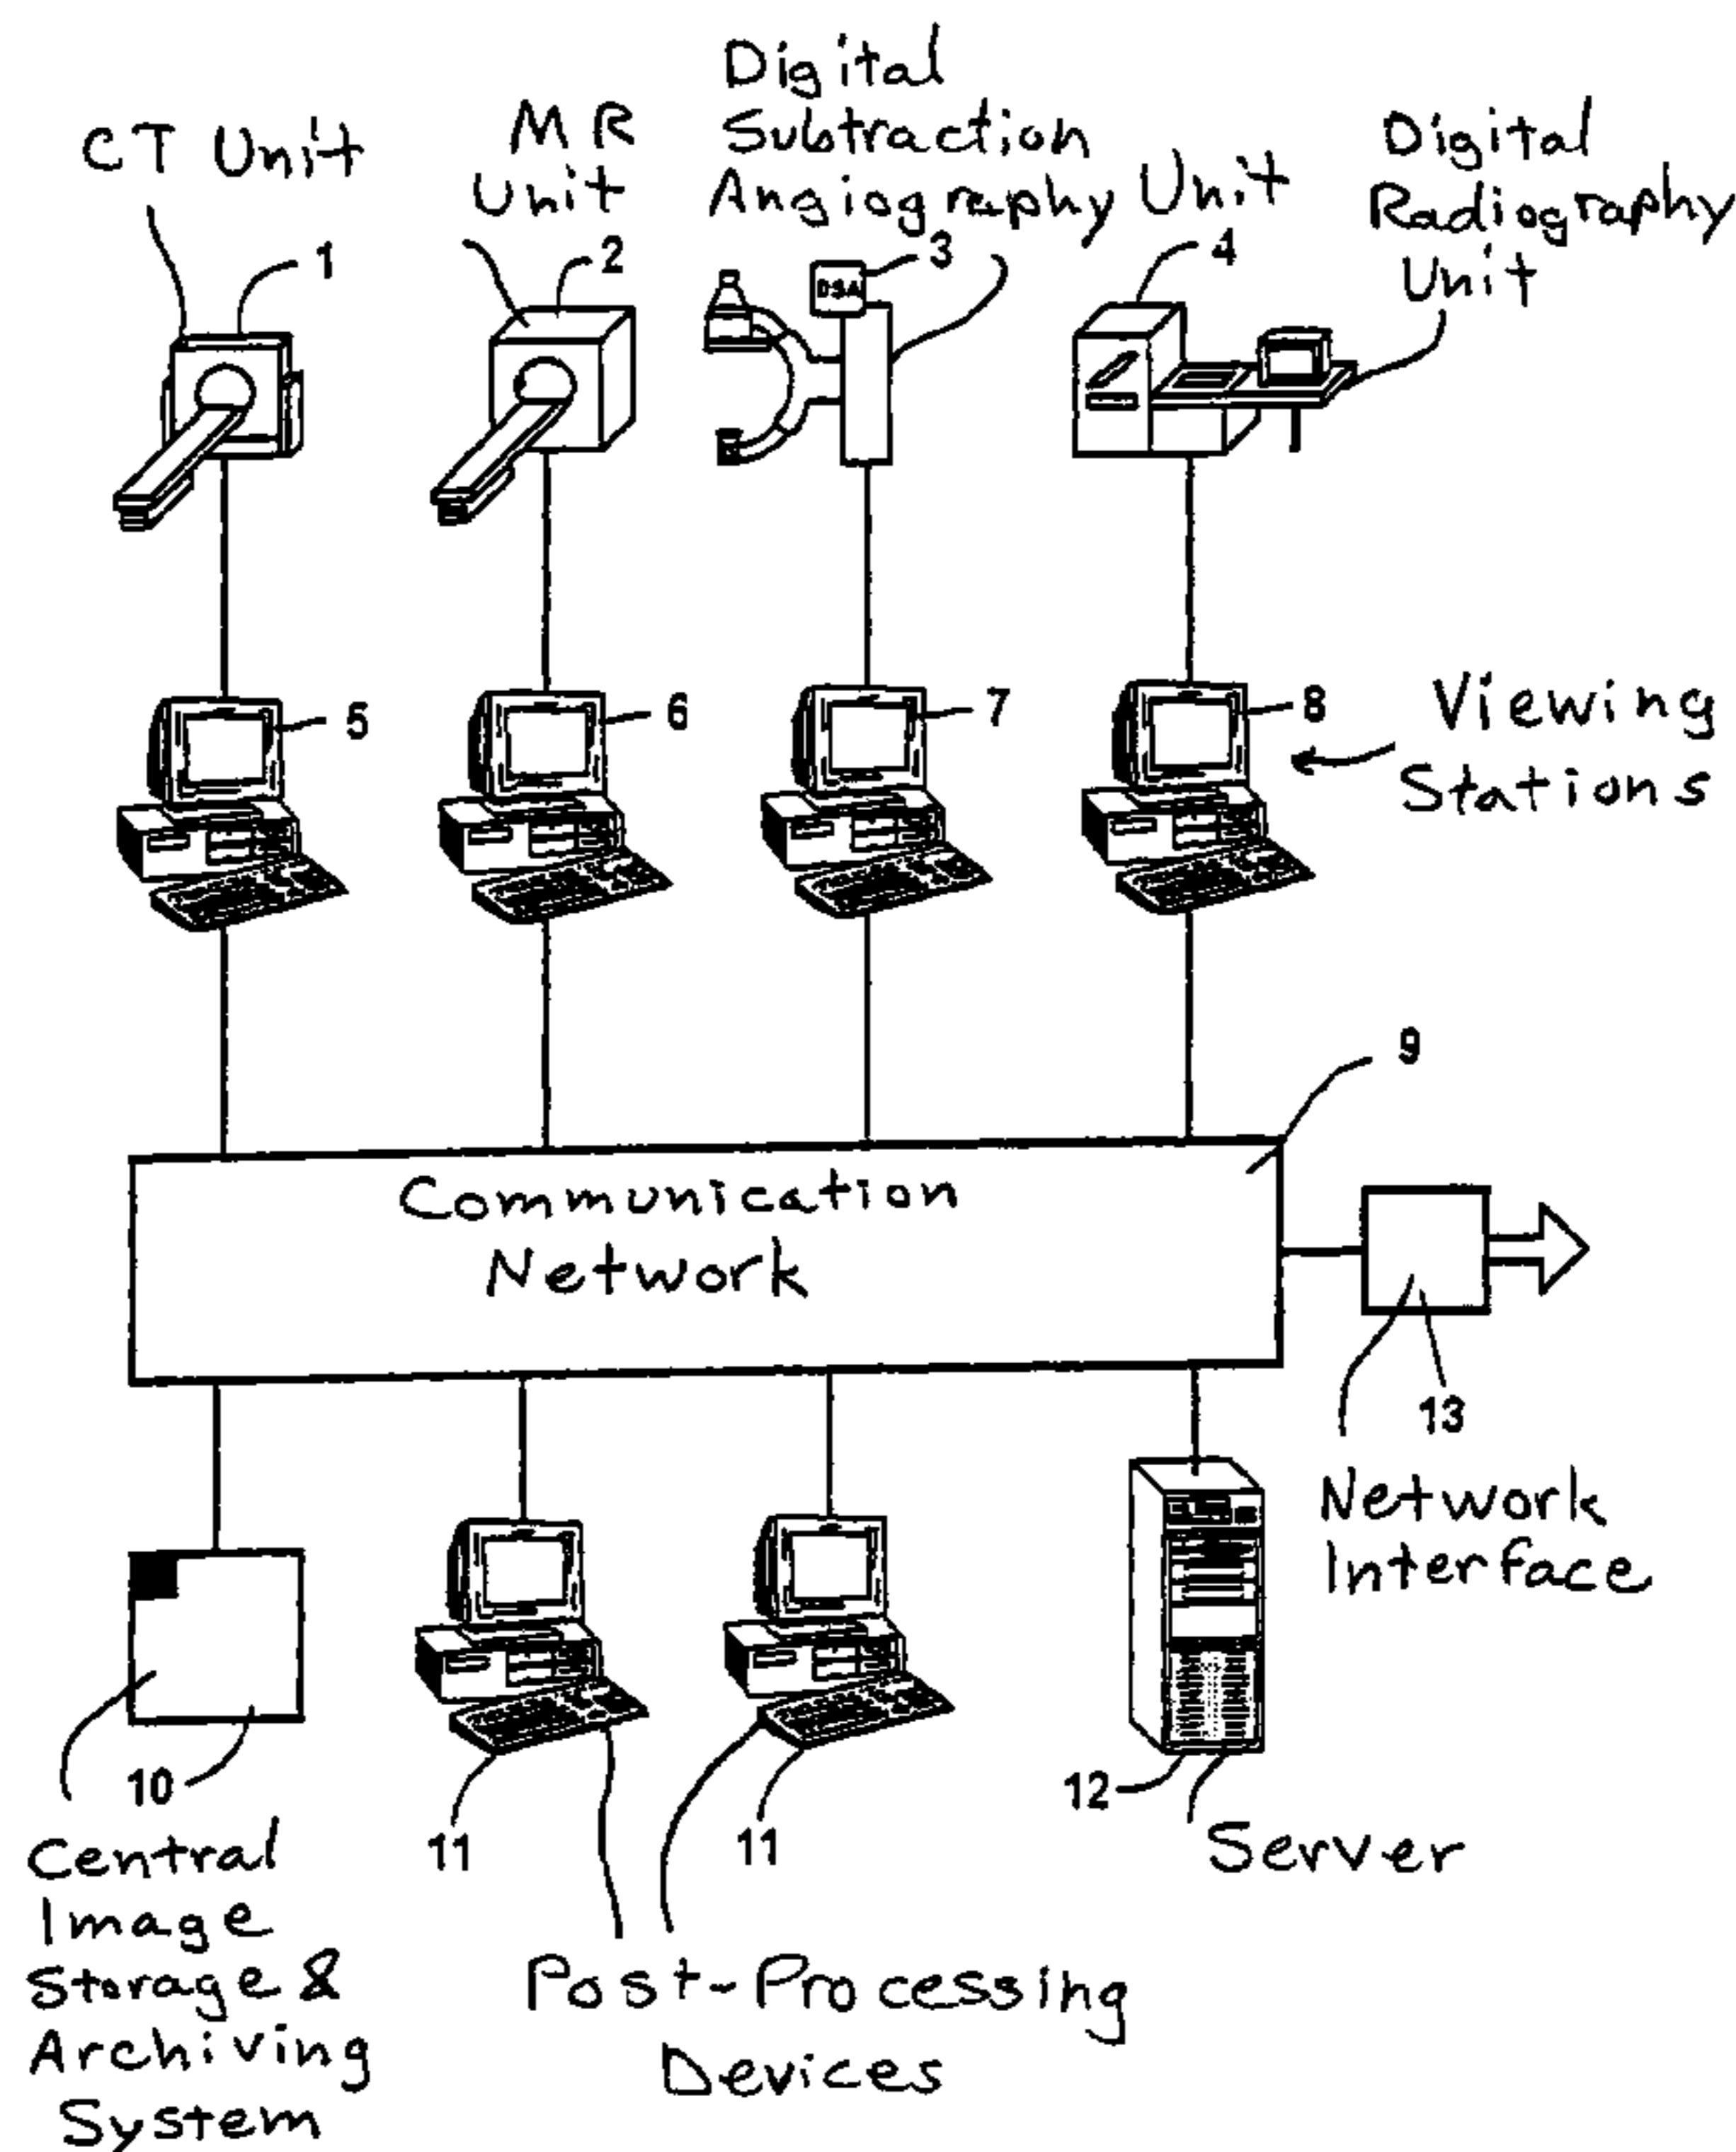 CT Unit
MR
Unit
Digital
Subtraction
Angiography Unit
Digital
Radiography
Unit
1
2
3
4
DSA
5
6
7
8
Viewing
Stations
9
Communication
Network
13
Network
Interface
10
11
11
12
Central
Image
Storage &
Archiving
System
Post-Processing
Devices
Server